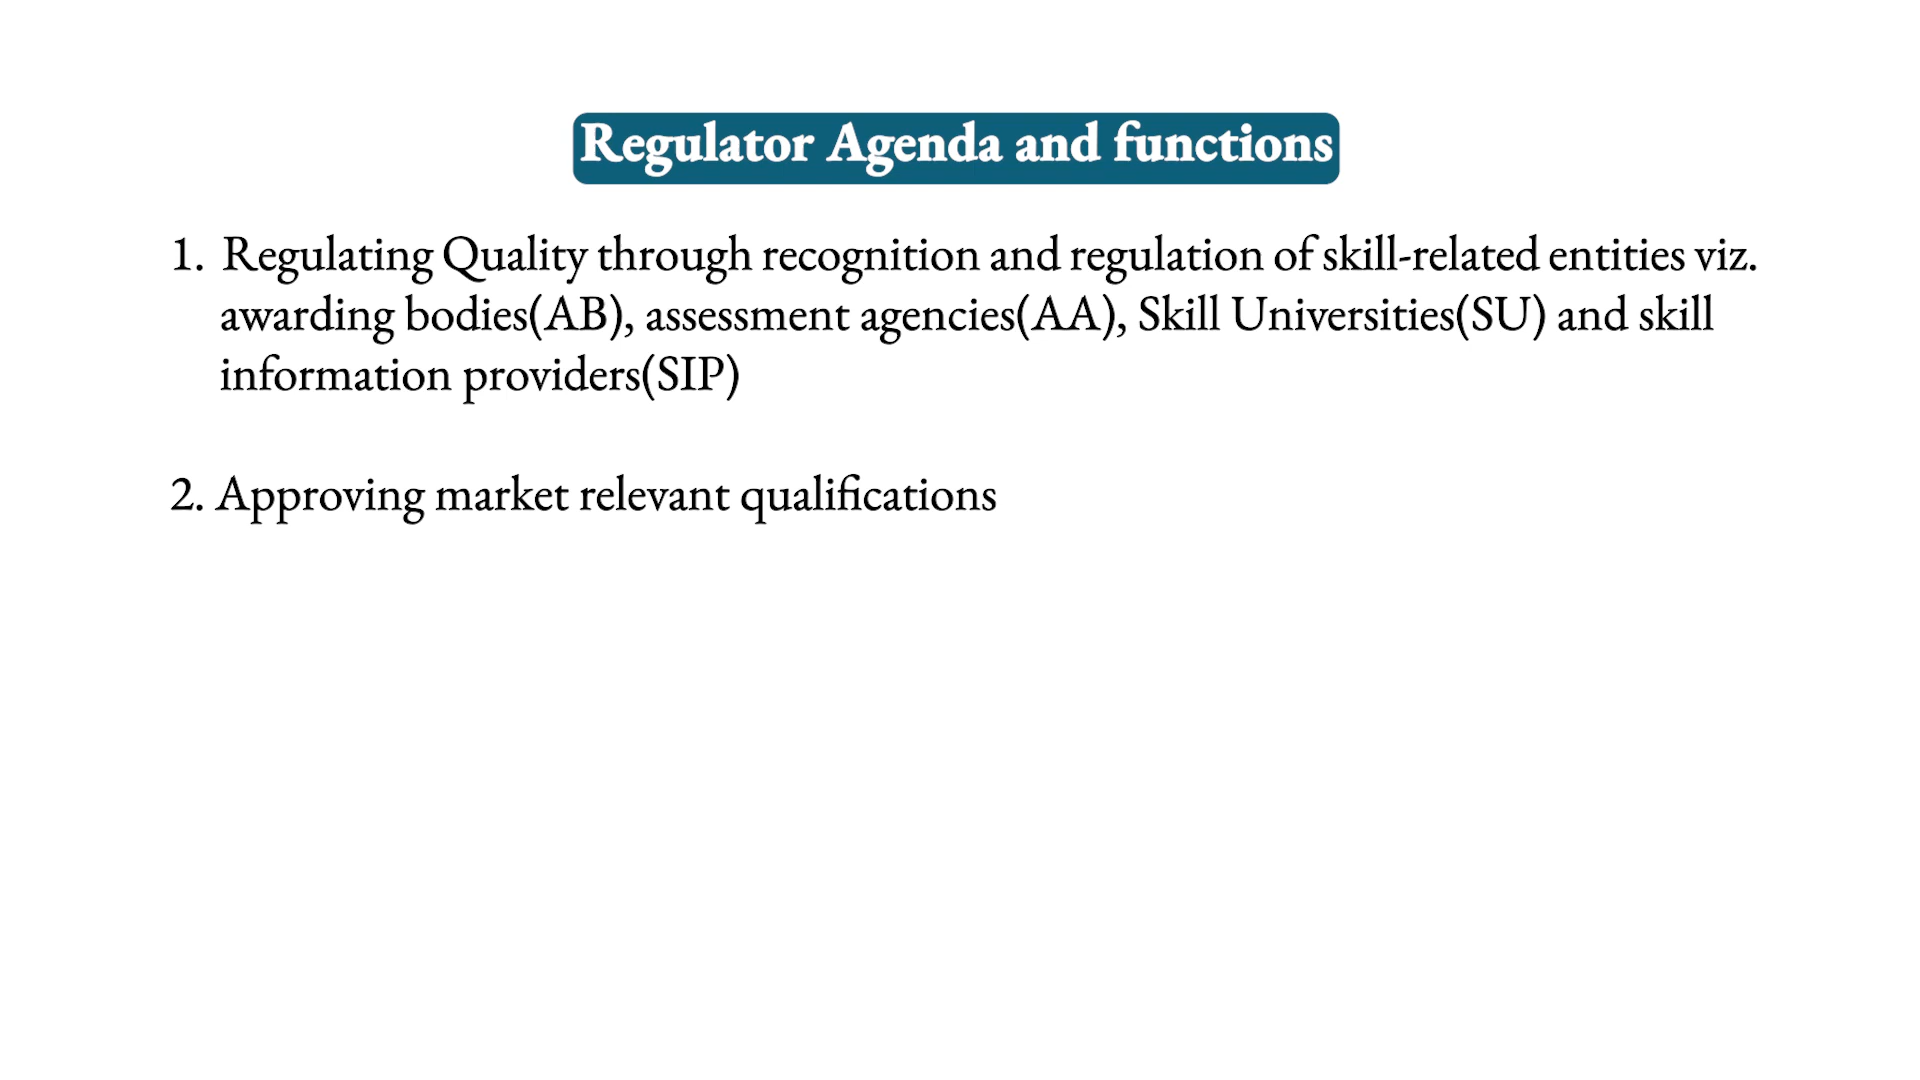 Regulator Agenda and functions
1. Regulating Quality through recognition and regulation of skill-related entities viz.
awarding bodies(AB), assessment agencies(AA), Skill Universities(SU) and skill
information providers(SIP)
2. Approving market relevant qualifications